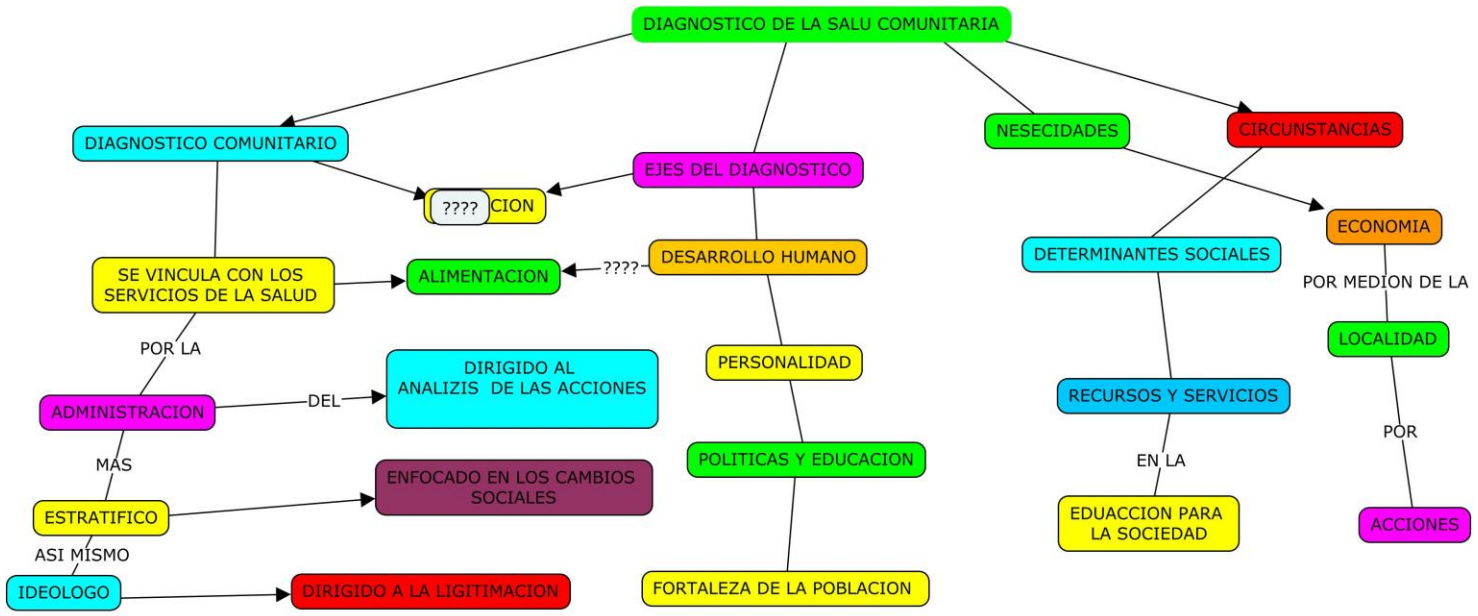 DIAGNOSTICO DE LA SALU COMUNITARIA
DIAGNOSTICO COMUNITARIO
NESECIDADES
CIRCUNSTANCIAS
EJES DEL DIAGNOSTICO
????
CION
ECONOMIA
SE VINCULA CON LOS
SERVICIOS DE LA SALUD
ALIMENTACION
????
DESARROLLO HUMANO
DETERMINANTES SOCIALES
POR MEDION DE LA
POR LA
LOCALIDAD
DIRIGIDO AL
ANALIZIS DE LAS ACCIONES
PERSONALIDAD
ADMINISTRACION
DEL
RECURSOS Y SERVICIOS
POR
MAS
POLITICAS Y EDUCACION
EN LA
ENFOCADO EN LOS CAMBIOS
SOCIALES
ESTRATIFICO
EDUACCION PARA
LA SOCIEDAD
ACCIONES
ASI MISMO
IDEOLOGO
DIRIGIDO A LA LIGITIMACION
FORTALEZA DE LA POBLACION